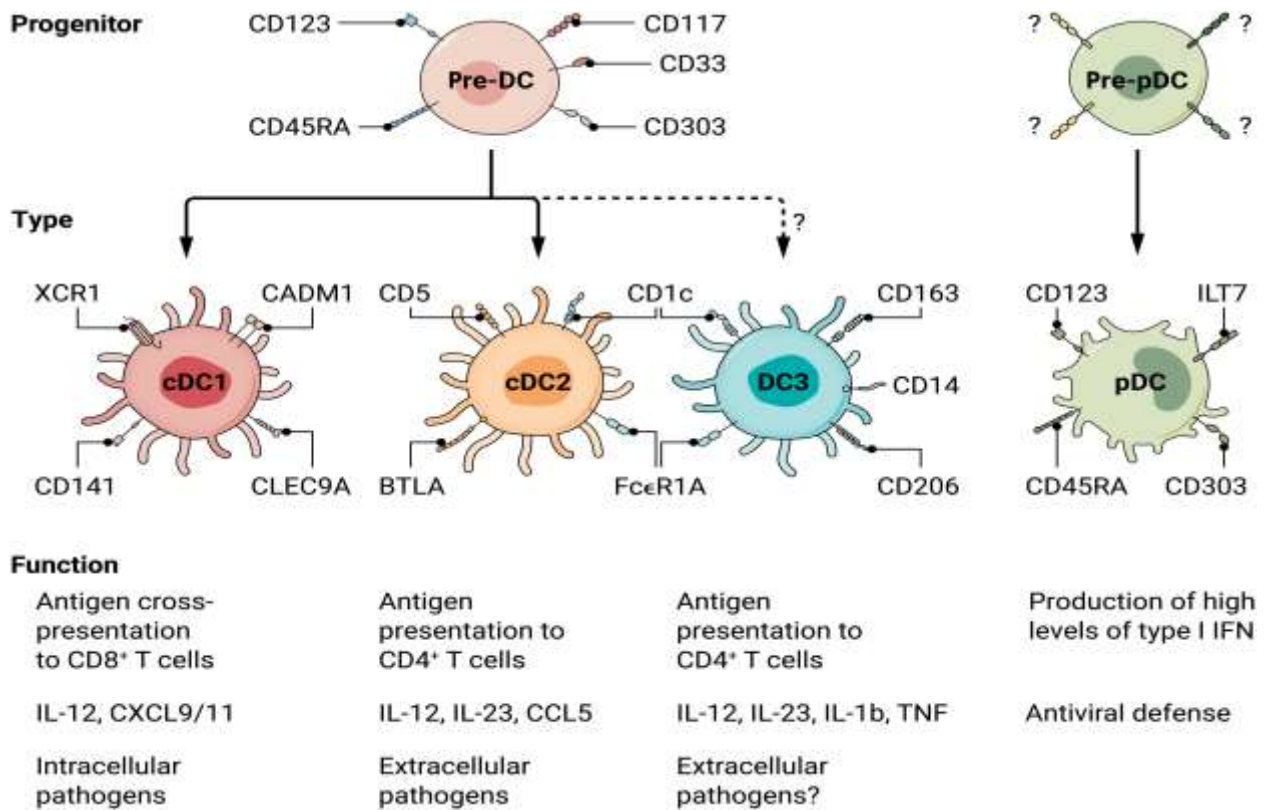 Progenitor
CD123
CD117
Pre-DC
CD33
CD45RA
CD303
?
?
Pre-pDC
?
?
Type
?
XCR1
CADM1
CD5
CD1c
CD163
CD123
ILT7
cDC1
cDC2
DC3
CD14
pDC
CD141
CLEC9A
BTLA
FcϵR1A
CD206
CD45RA
CD303
Function
Antigen cross-
presentation
to CD8⁺ T cells
IL-12, CXCL9/11
Intracellular
pathogens
Antigen
presentation to
CD4⁺ T cells
IL-12, IL-23, CCL5
Extracellular
pathogens
Antigen
presentation to
CD4⁺ T cells
IL-12, IL-23, IL-1b, TNF
Extracellular
pathogens?
Production of high
levels of type I IFN
Antiviral defense